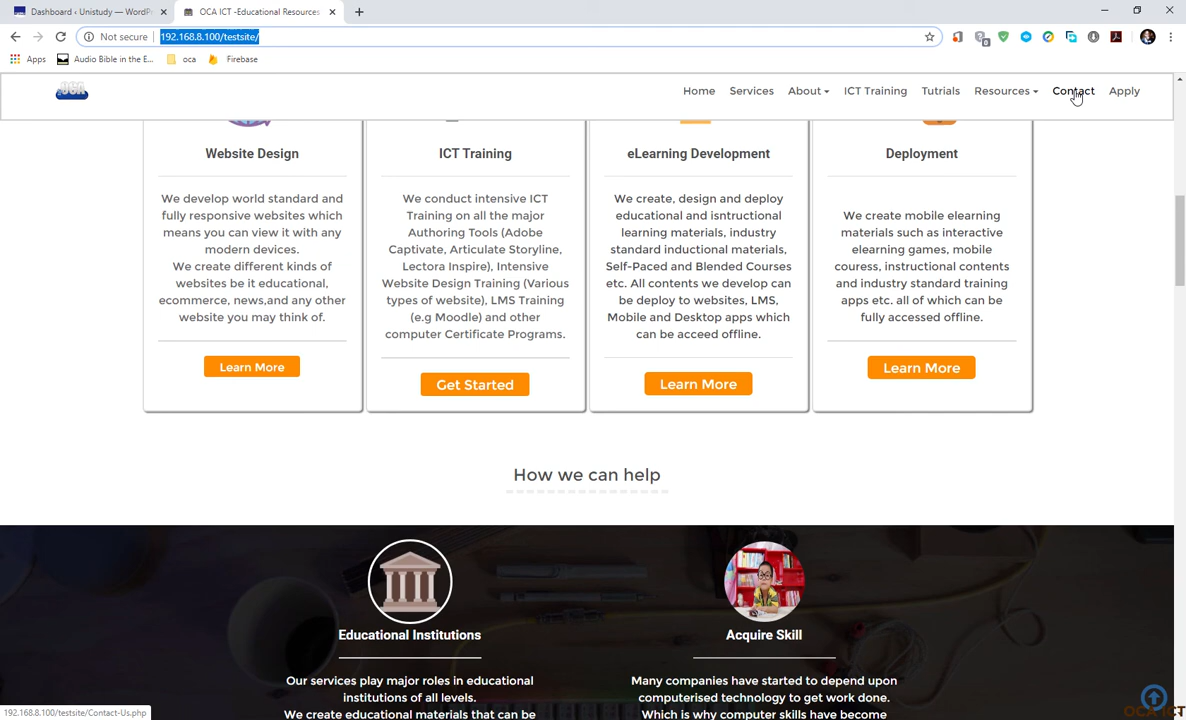 Dashboard ‹ Unistudy — WordP
OCA ICT -Educational Resources
Not secure
192.168.8.100/testsite/
Apps
Audio Bible in the E...
oca
Firebase
OCA
Home
Services
About
ICT Training
Tutrials
Resources
Contact
Apply
Website Design
We develop world standard and
fully responsive websites which
means you can view it with any
modern devices.
We create different kinds of
websites be it educational,
ecommerce, news,and any other
website you may think of.
Learn More
ICT Training
We conduct intensive ICT
Training on all the major
Authoring Tools (Adobe
Captivate, Articulate Storyline,
Lectora Inspire), Intensive
Website Design Training (Various
types of website), LMS Training
(e.g Moodle) and other
computer Certificate Programs.
Get Started
eLearning Development
We create, design and deploy
educational and isntructional
learning materials, industry
standard inductional materials,
Self-Paced and Blended Courses
etc. All contents we develop can
be deploy to websites, LMS,
Mobile and Desktop apps which
can be acceed offline.
Learn More
Deployment
We create mobile elearning
materials such as interactive
elearning games, mobile
couress, instructional contents
and industry standard training
apps etc. all of which can be
fully accessed offline.
Learn More
How we can help
Educational Institutions
Our services play major roles in educational
institutions of all levels.
We create educational materials that can be
Acquire Skill
Many companies have started to depend upon
computerised technology to get work done.
Which is why computer skills have become
192.168.8.100/testsite/Contact-Us.php
OCA ICT